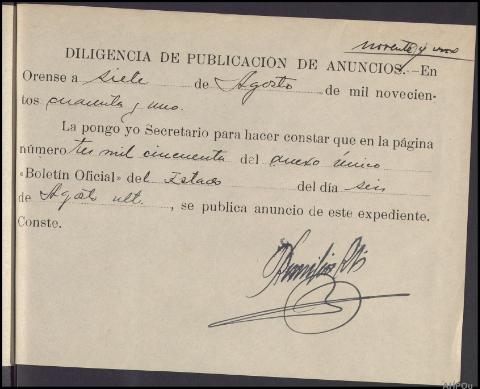 noventa y uno
DILIGENCIA DE PUBLICACION DE ANUNCIOS.—En
Orense a siete de Agosto de mil novecien-
tos cuarenta y uno.
La pongo yo Secretario para hacer constar que en la página
número tres mil cincuenta del anexo único
«Boletín Oficial» del Estado del día seis
de Agosto ult., se publica anuncio de este expediente.
Conste.